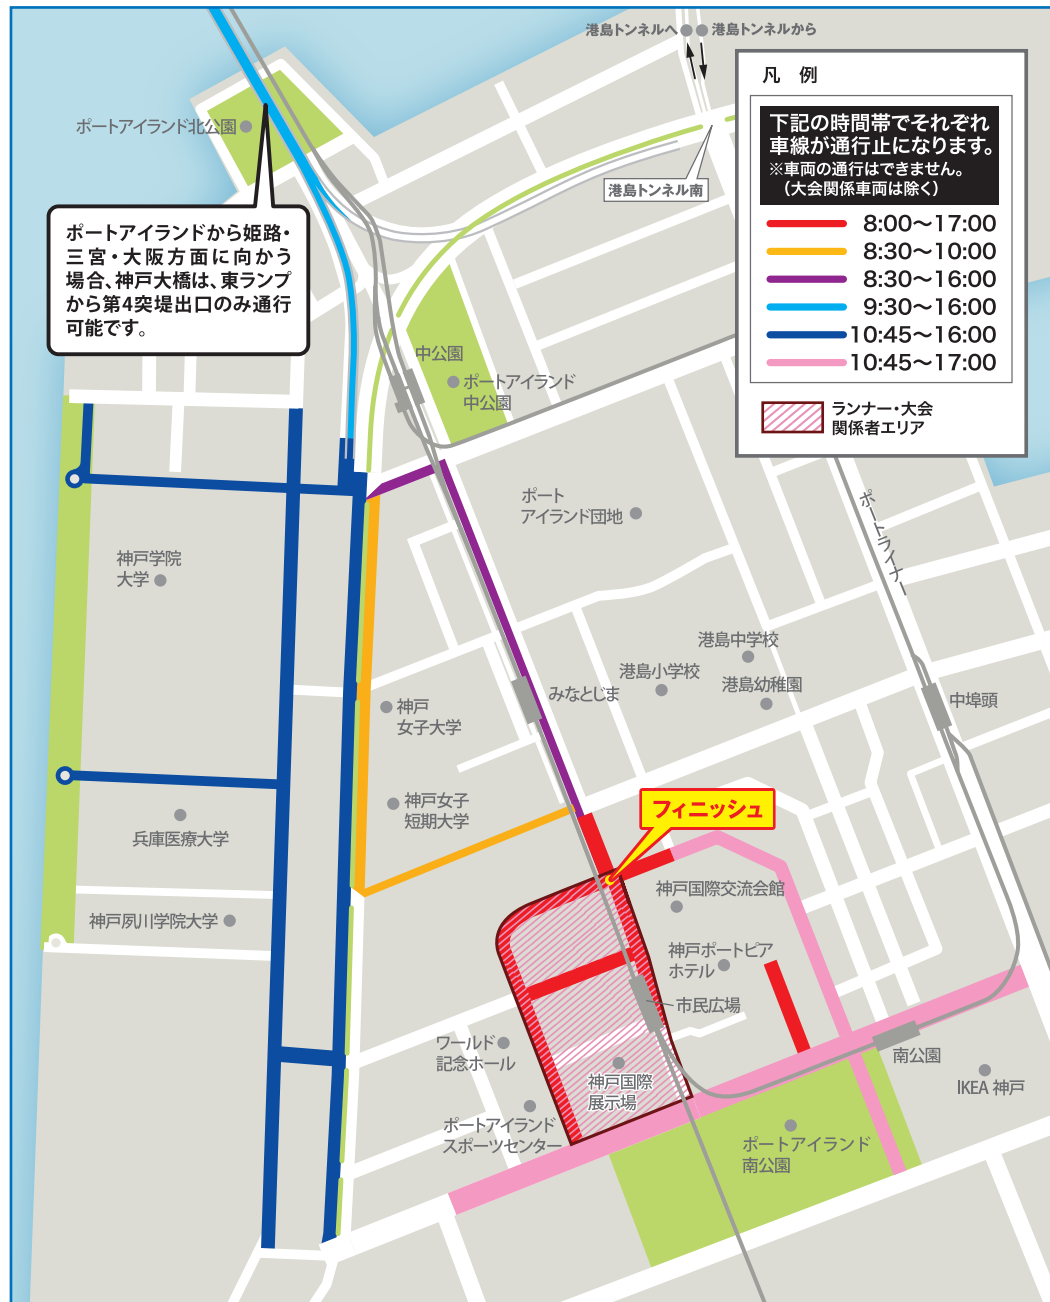 港島トンネルへ
港島トンネルから
凡 例
下記の時間帯でそれぞれ
車線が通行止になります。
※車両の通行はできません。
（大会関係車両は除く）
8:00〜17:00
8:30〜10:00
8:30〜16:00
9:30〜16:00
10:45〜16:00
10:45〜17:00
ランナー・大会
関係者エリア
ポートアイランド北公園
港島トンネル南
ポートアイランドから姫路・
三宮・大阪方面に向かう
場合、神戸大橋は、東ランプ
から第4突堤出口のみ通行
可能です。
中公園
ポートアイランド
中公園
ポート
アイランド団地
ポートライナー
神戸学院
大学
港島中学校
港島小学校
港島幼稚園
みなとじま
中埠頭
神戸
女子大学
神戸女子
短期大学
フィニッシュ
兵庫医療大学
神戸国際交流会館
神戸夙川学院大学
神戸ポートピア
ホテル
市民広場
ワールド
記念ホール
南公園
神戸国際
展示場
IKEA 神戸
ポートアイランド
スポーツセンター
ポートアイランド
南公園